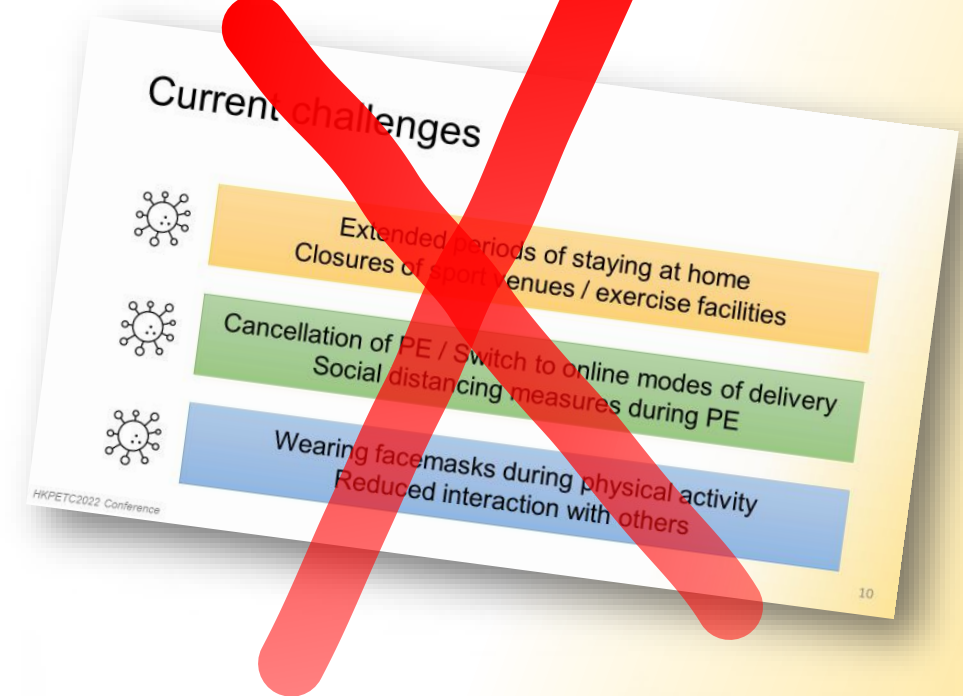 Current challenges
Extended periods of staying at home
Closures of sport venues / exercise facilities
Cancellation of PE / Switch to online modes of delivery
Social distancing measures during PE
Wearing facemasks during physical activity
Reduced interaction with others
HKPETC2022 Conference
10